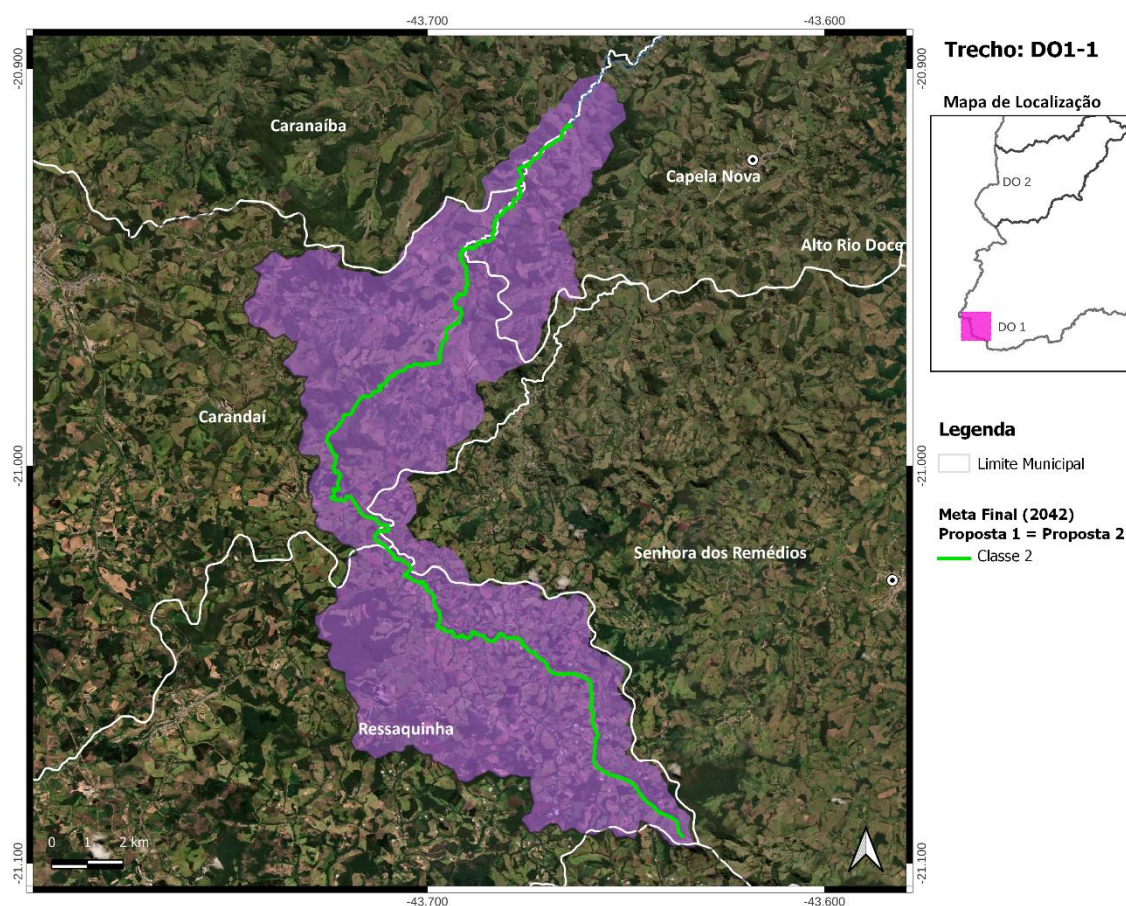 -43.700
-43.600
-20.900
-20.900
Trecho: DO1-1
Mapa de Localização
DO 2
DO 1
Caranaíba
Capela Nova
Alto Rio Doce
Carandaí
-21.000
-21.000
Legenda
Limite Municipal
Meta Final (2042)
Proposta 1 = Proposta 2
Classe 2
Senhora dos Remédios
Ressaquinha
0 1 2 km
-21.100
-21.100
-43.700
-43.600